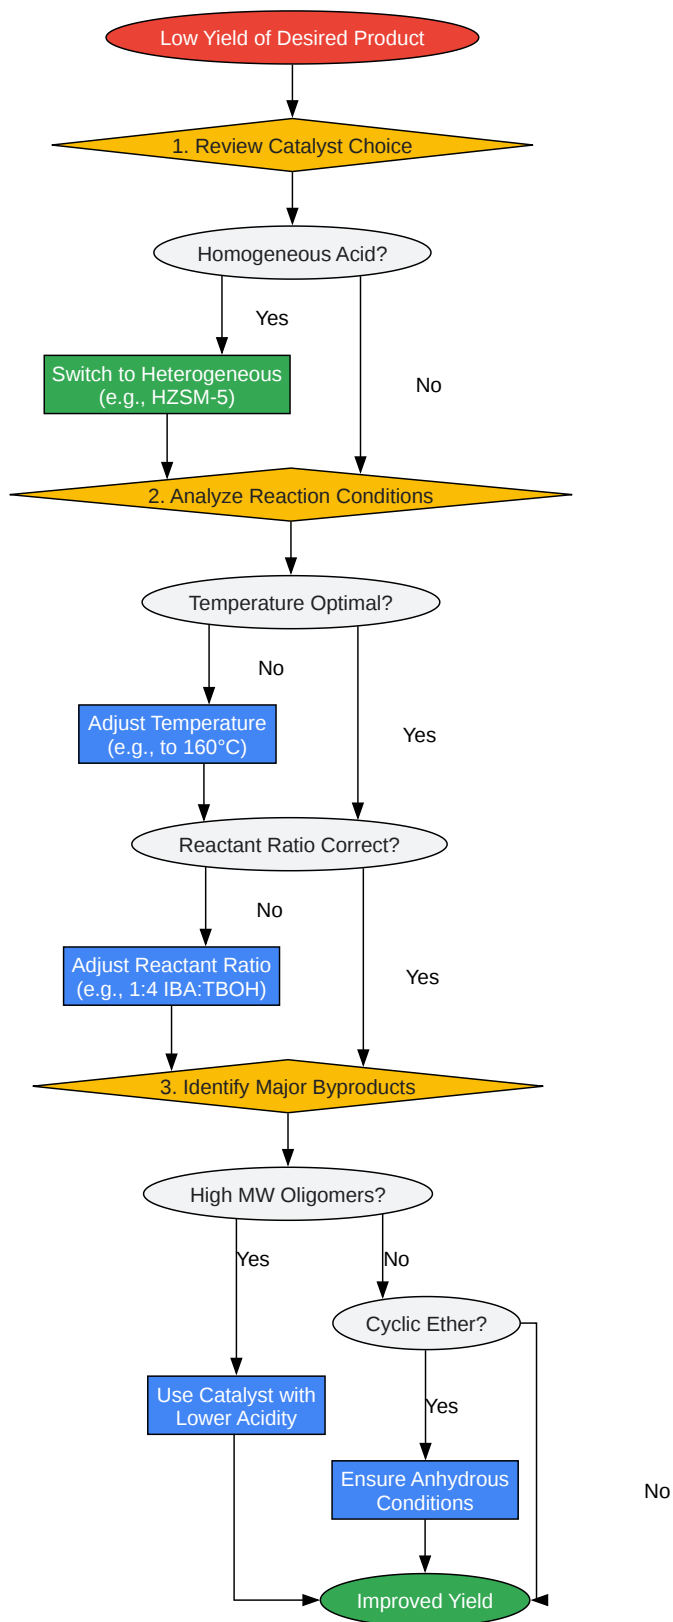 Low Yield of Desired Product
1. Review Catalyst Choice
Homogeneous Acid?
Yes
Switch to Heterogeneous
(e.g., HZSM-5)
No
2. Analyze Reaction Conditions
Temperature Optimal?
No
Adjust Temperature
(e.g., to 160°C)
Yes
Reactant Ratio Correct?
No
Adjust Reactant Ratio
(e.g., 1:4 IBA:TBOH)
Yes
3. Identify Major Byproducts
High MW Oligomers?
Yes
No
Cyclic Ether?
Use Catalyst with
Lower Acidity
Yes
Ensure Anhydrous
Conditions
No
Improved Yield